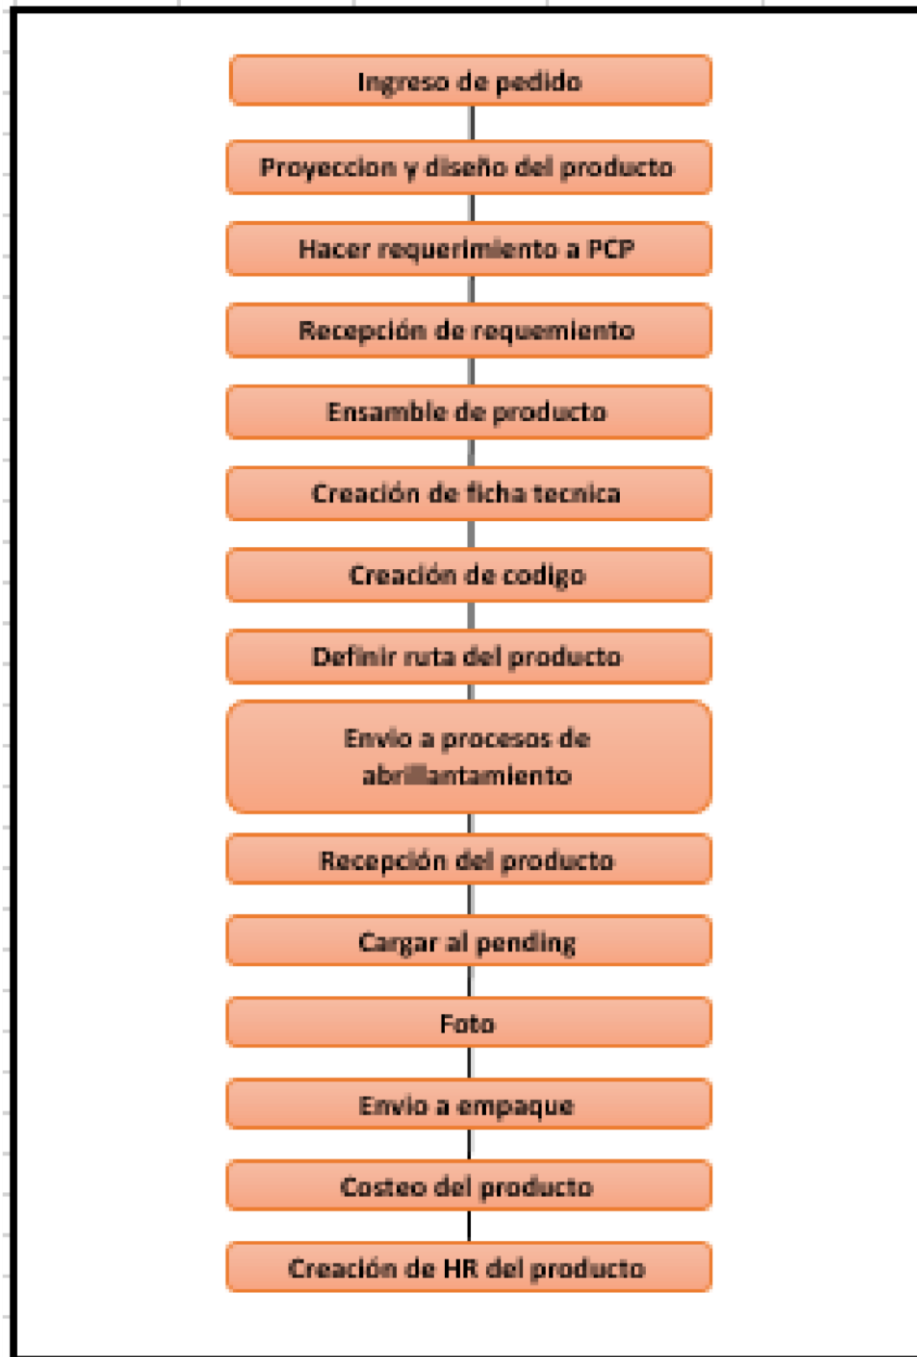 Ingreso de pedido
Proyeccion y diseño del producto
Hacer requerimiento a PCP
Recepción de requemiento
Ensamble de producto
Creación de ficha tecnica
Creación de codigo
Definir ruta del producto
Envio a procesos de
abrillantamiento
Recepción del producto
Cargar al pending
Foto
Envio a empaque
Costeo del producto
Creación de HR del producto